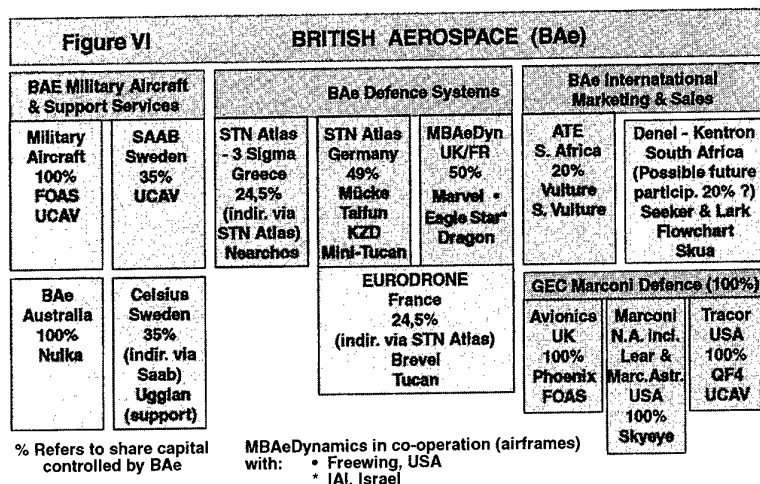 Figure VI
BRITISH AEROSPACE (BAe)
BAE Military Aircraft
& Support Services
Military
Aircraft
100%
FOAS
UCAV
SAAB
Sweden
35%
UCAV
BAe
Australia
100%
Nulka
Celsius
Sweden
35%
(indir. via
Saab)
Ugglan
(support)
BAe Defence Systems
STN Atlas
- 3 Sigma
Greece
24,5%
(indir. via
STN Atlas)
Nearchos
STN Atlas
Germany
49%
Mücke
Taifun
KZD
Mini-Tucan
MBAeDyn
UK/FR
50%
Marvel •
Eagle Star*
Dragon
EURODRONE
France
24,5%
(indir. via STN Atlas)
Brevel
Tucan
BAe Internatational
Marketing & Sales
ATE
S. Africa
20%
Vulture
S. Vulture
Denel - Kentron
South Africa
(Possible future
particip. 20% ?)
Seeker & Lark
Flowchart
Skua
GEC Marconi Defence (100%)
Avionics
UK
100%
Phoenix
FOAS
Marconi
N.A. incl.
Lear &
Marc.Astr.
USA
100%
Skyeye
Tracor
USA
100%
QF4
UCAV
% Refers to share capital
controlled by BAe
MBAeDynamics in co-operation (airframes)
with: • Freewing, USA
* IAI, Israel